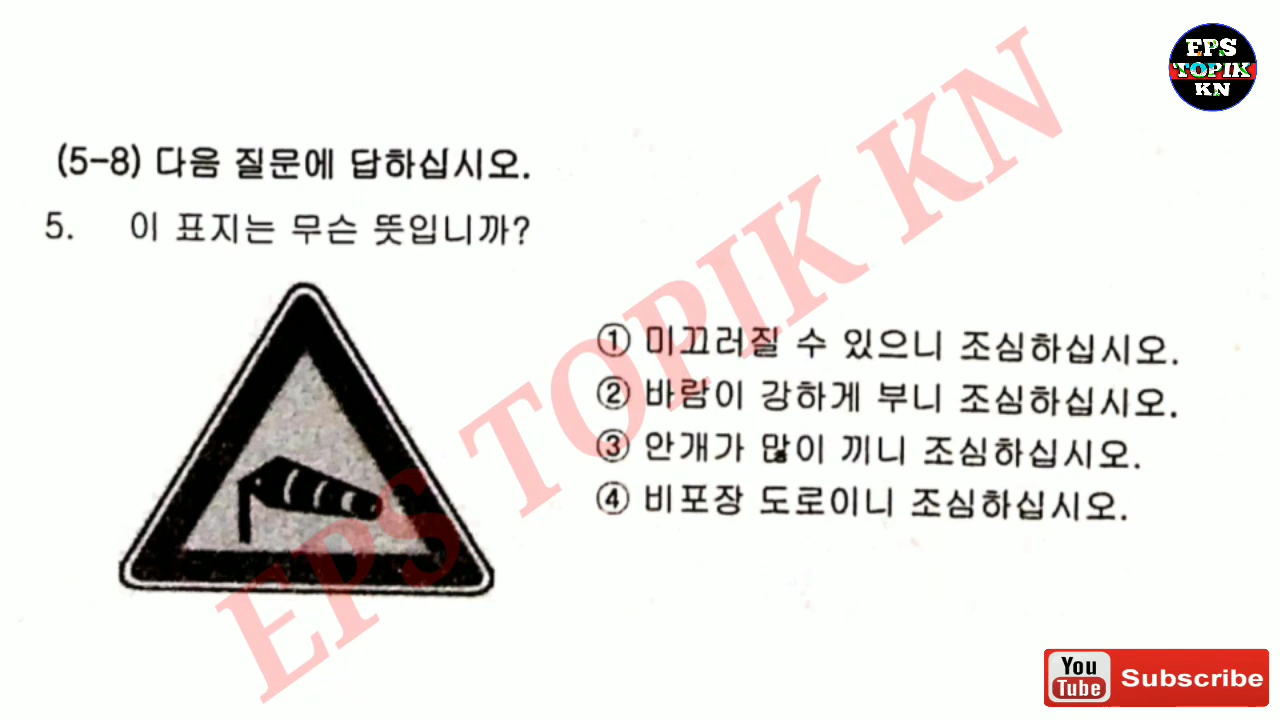 EPS
TOPIK
KN
(5-8) 다음 질문에 답하십시오.
5. 이 표지는 무슨 뜻입니까?
① 미끄러질 수 있으니 조심하십시오.
② 바람이 강하게 부니 조심하십시오.
③ 안개가 많이 끼니 조심하십시오.
④ 비포장 도로이니 조심하십시오.
EPS TOPIK KN
You
Tube
Subscribe